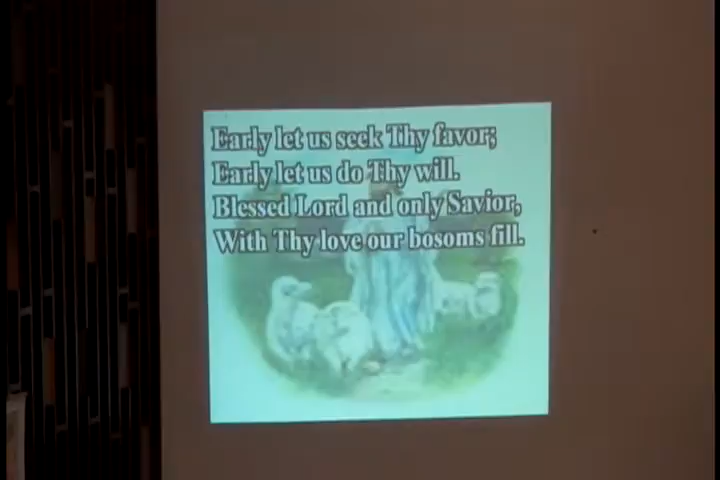 Early let us seek Thy favor;
Early let us do Thy will.
Blessed Lord and only Savior,
With Thy love our bosoms fill.